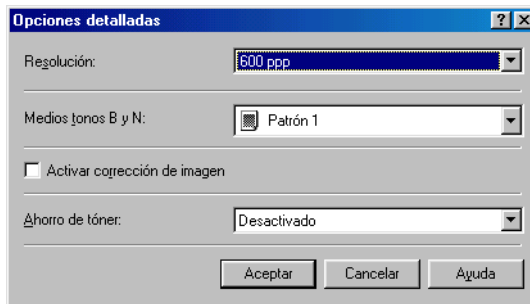 Opciones detalladas
Resolución: 600 ppp
Medios tonos B y N: Patrón 1
Activar corrección de imagen
Ahorro de tóner: Desactivado
Aceptar Cancelar Ayuda